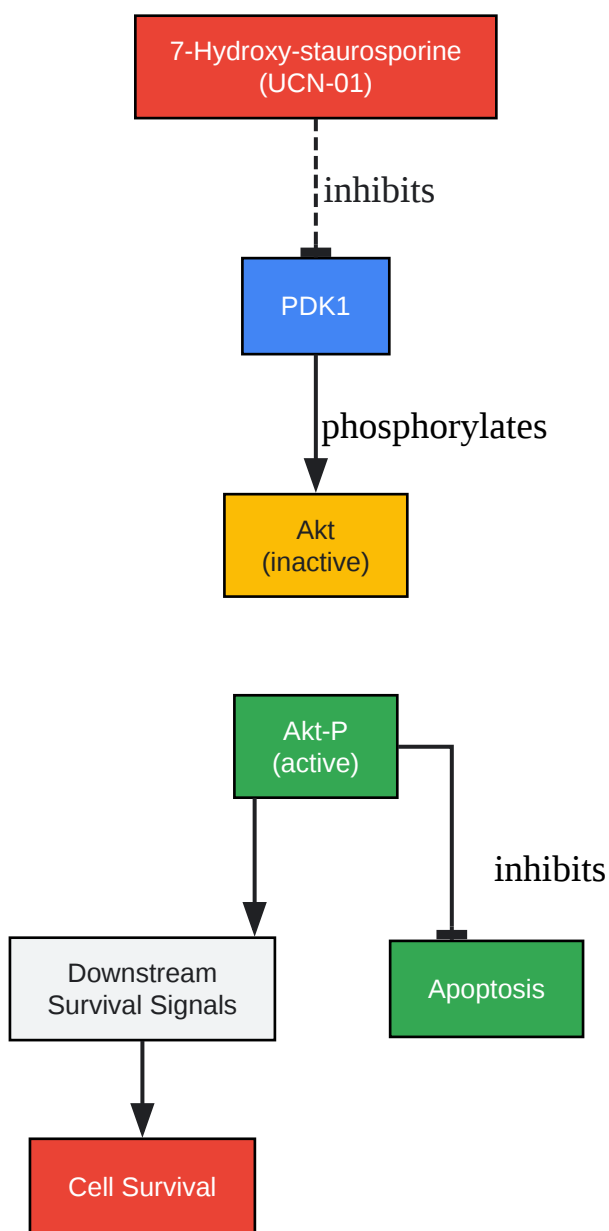 7-Hydroxy-staurosporine
(UCN-01)
inhibits
PDK1
phosphorylates
Akt
(inactive)
Akt-P
(active)
inhibits
Downstream
Survival Signals
Apoptosis
Cell Survival